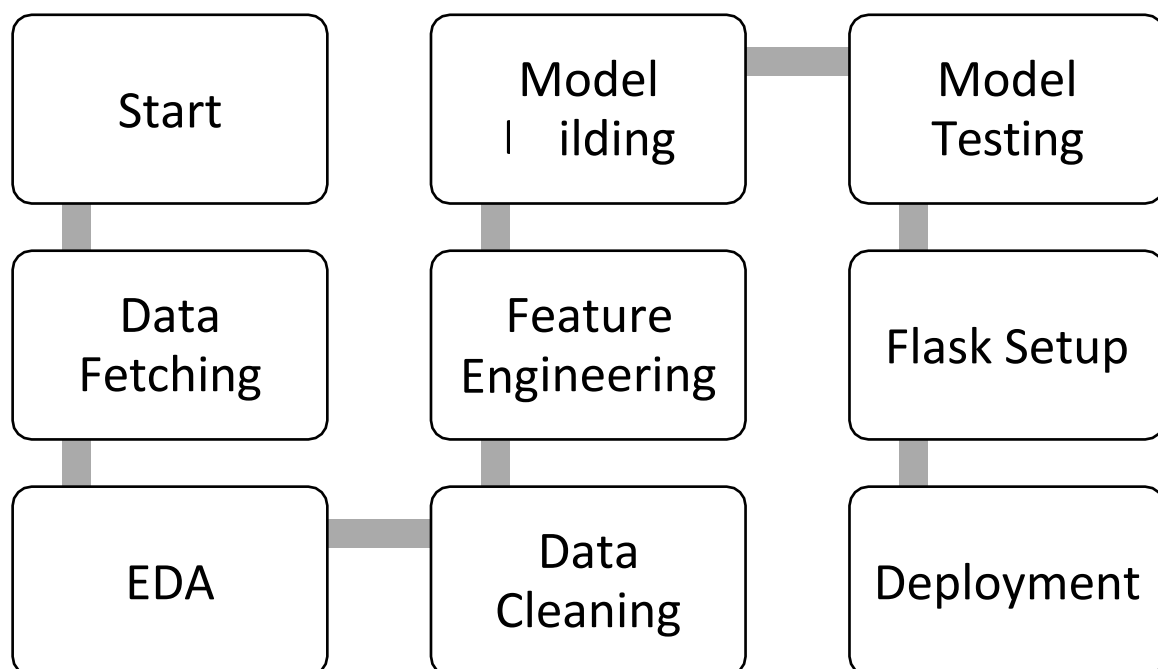 Start
Data
Fetching
EDA
Data
Cleaning
Feature
Engineering
Model
Model
Testing
Flask Setup
Deployment